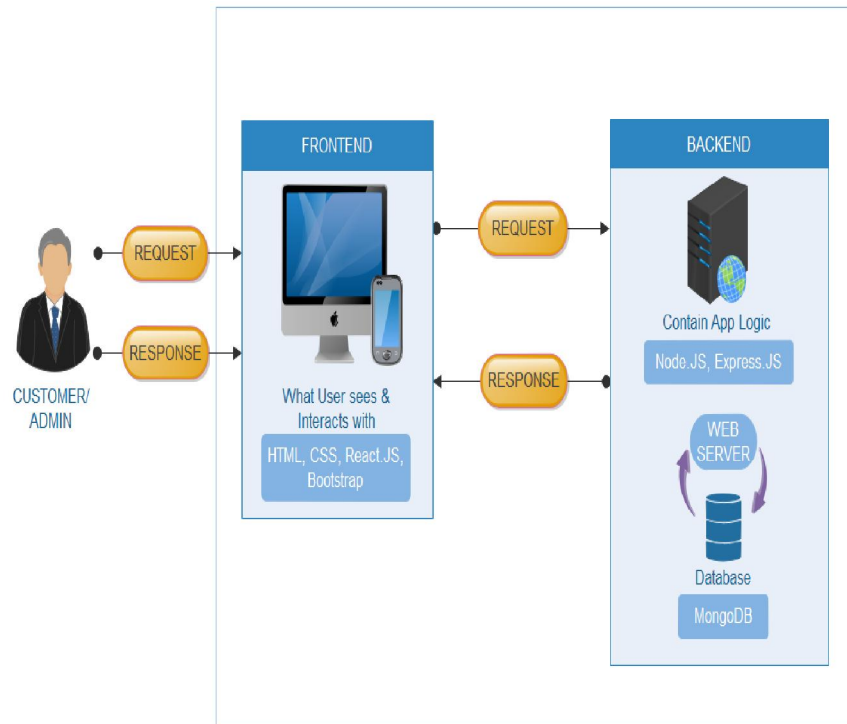 CUSTOMER/
ADMIN
REQUEST
RESPONSE
FRONTEND
What User sees &
Interacts with
HTML, CSS, React.JS,
Bootstrap
REQUEST
RESPONSE
BACKEND
Contain App Logic
Node.JS, Express.JS
WEB
SERVER
Database
MongoDB